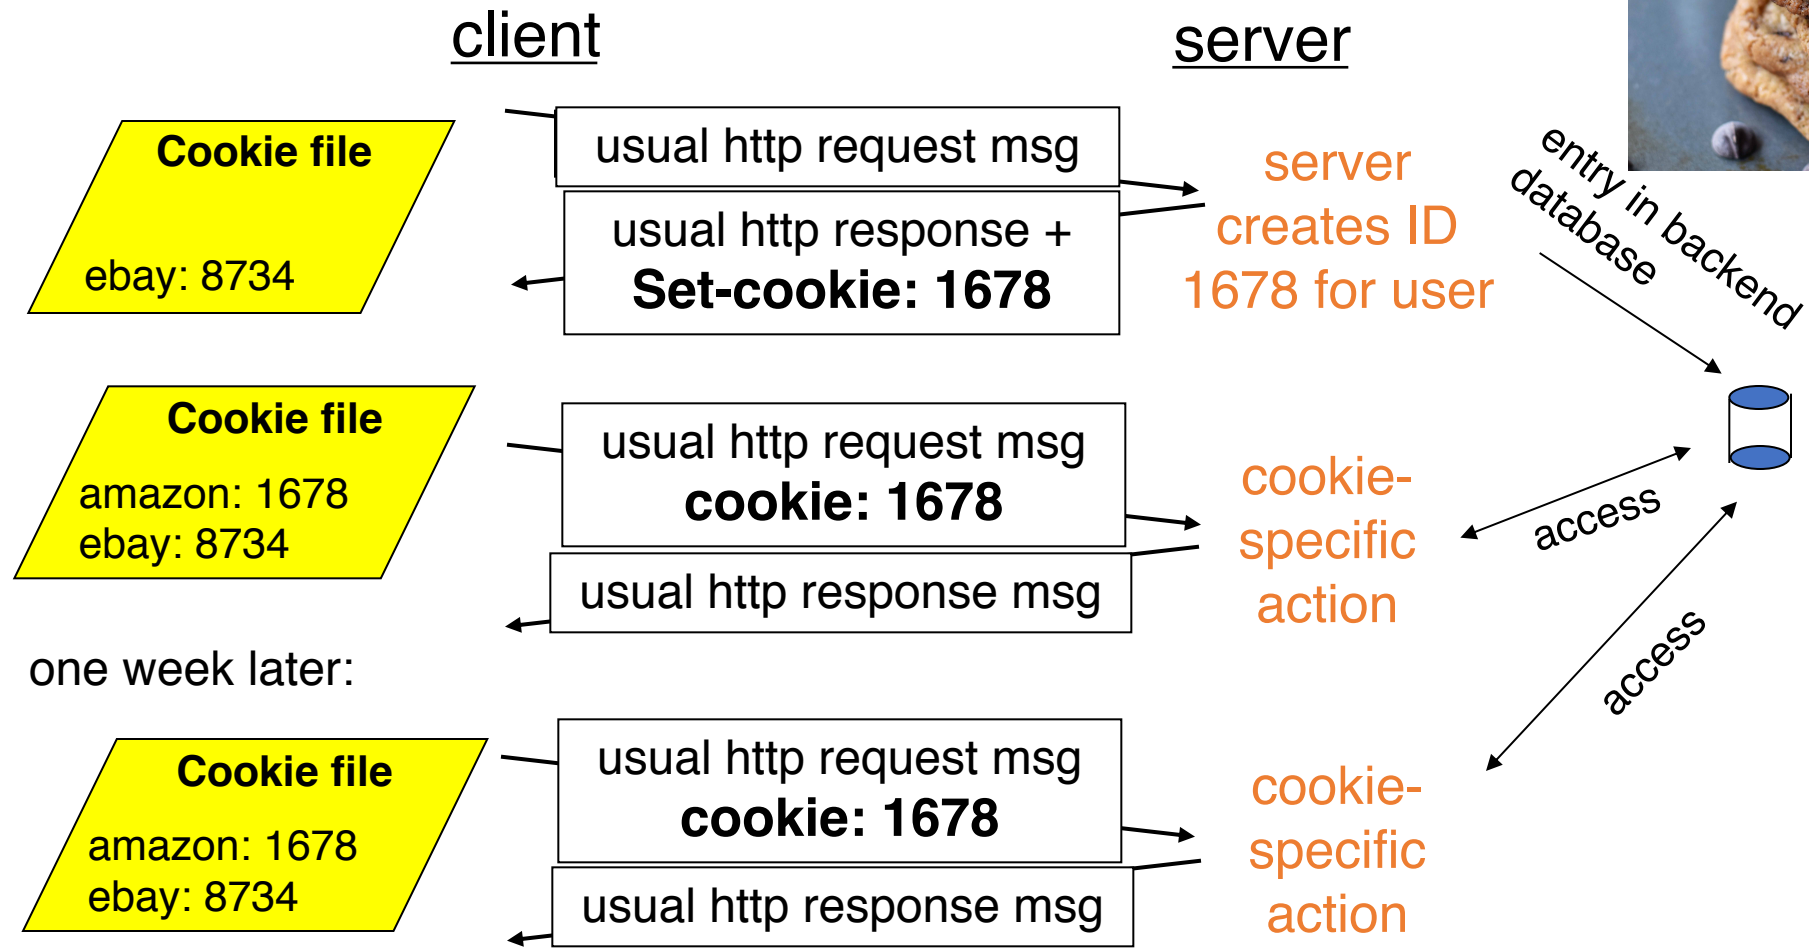 client
server
Cookie file
ebay: 8734
usual http request msg
usual http response +
Set-cookie: 1678
server
creates ID
1678 for user
entry in backend
database
Cookie file
amazon: 1678
ebay: 8734
usual http request msg
cookie: 1678
usual http response msg
cookie-
specific
action
access
access
one week later:
Cookie file
amazon: 1678
ebay: 8734
usual http request msg
cookie: 1678
usual http response msg
cookie-
specific
action